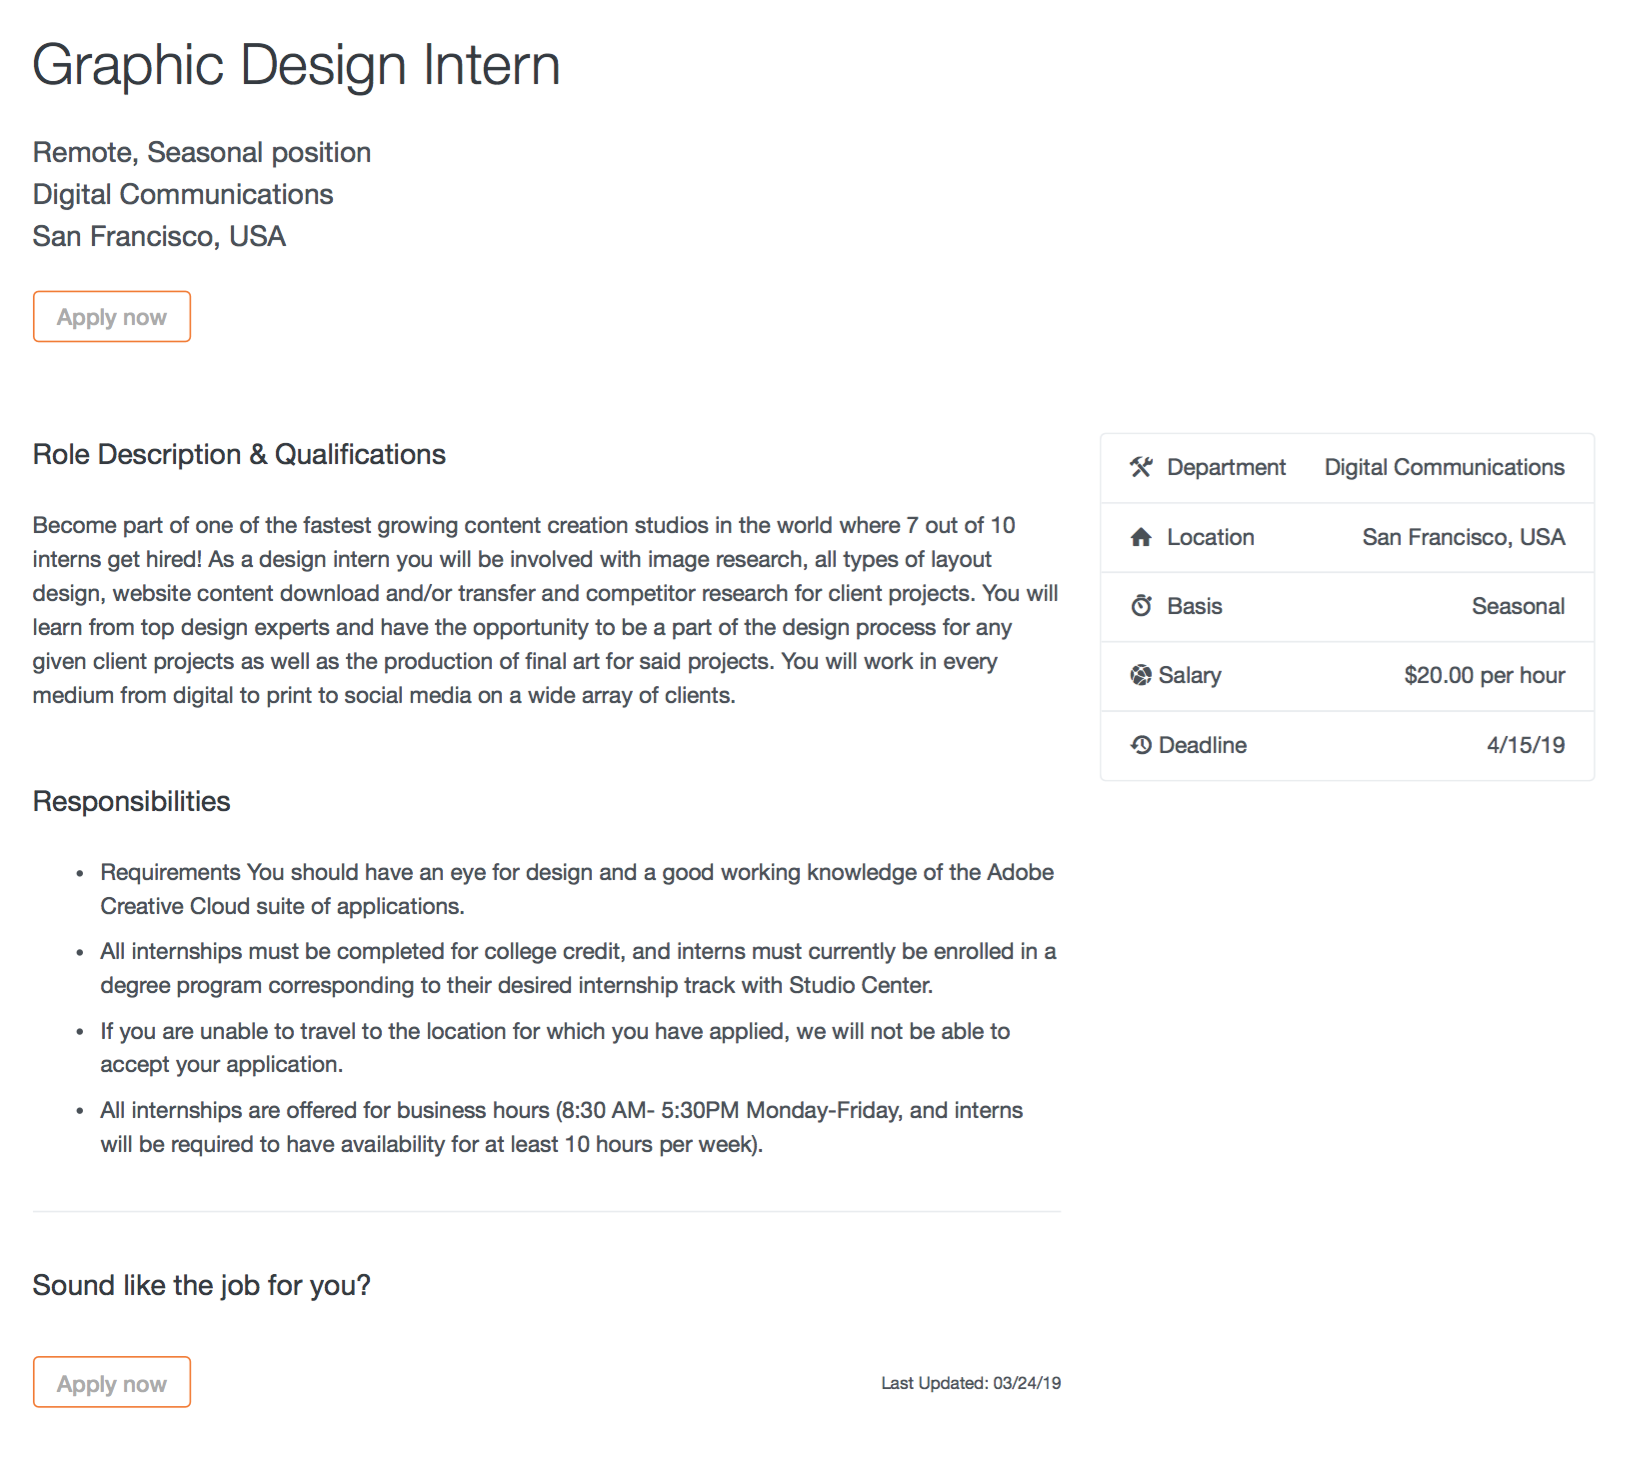 Graphic Design Intern
Remote, Seasonal position
Digital Communications
San Francisco, USA
Apply now
Role Description & Qualifications
Become part of one of the fastest growing content creation studios in the world where 7 out of 10
interns get hired! As a design intern you will be involved with image research, all types of layout
design, website content download and/or transfer and competitor research for client projects. You will
learn from top design experts and have the opportunity to be a part of the design process for any
given client projects as well as the production of final art for said projects. You will work in every
medium from digital to print to social media on a wide array of clients.
Department Digital Communications
Location San Francisco, USA
Basis Seasonal
Salary $20.00 per hour
Deadline 4/15/19
Responsibilities
• Requirements You should have an eye for design and a good working knowledge of the Adobe
Creative Cloud suite of applications.
• All internships must be completed for college credit, and interns must currently be enrolled in a
degree program corresponding to their desired internship track with Studio Center.
• If you are unable to travel to the location for which you have applied, we will not be able to
accept your application.
• All internships are offered for business hours (8:30 AM- 5:30PM Monday-Friday, and interns
will be required to have availability for at least 10 hours per week).
Sound like the job for you?
Apply now
Last Updated: 03/24/19